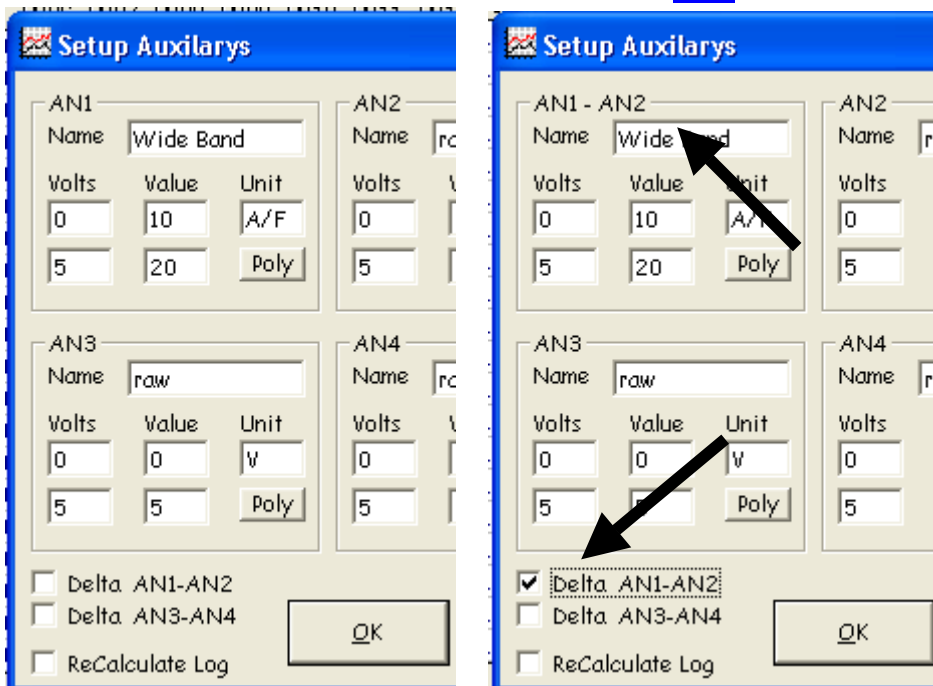 Setup Auxilarys
AN1 AN2
Name Wide Band Name
Volts Value Unit Volts
0 10 A/F 0
5 20 Poly 5
AN3 AN4
Name raw Name
Volts Value Unit Volts
0 0 V 0
5 5 Poly 5
Delta AN1-AN2
Delta AN3-AN4
OK
ReCalculate Log
Setup Auxilarys
AN1 - AN2 AN2
Name Wide Name
Volts Value Unit Volts
0 10 0
5 20 Poly 5
AN3 AN4
Name raw Name
Volts Value Unit Volts
0 0 V 0
5 Poly 5
Delta AN1-AN2
Delta AN3-AN4
OK
ReCalculate Log